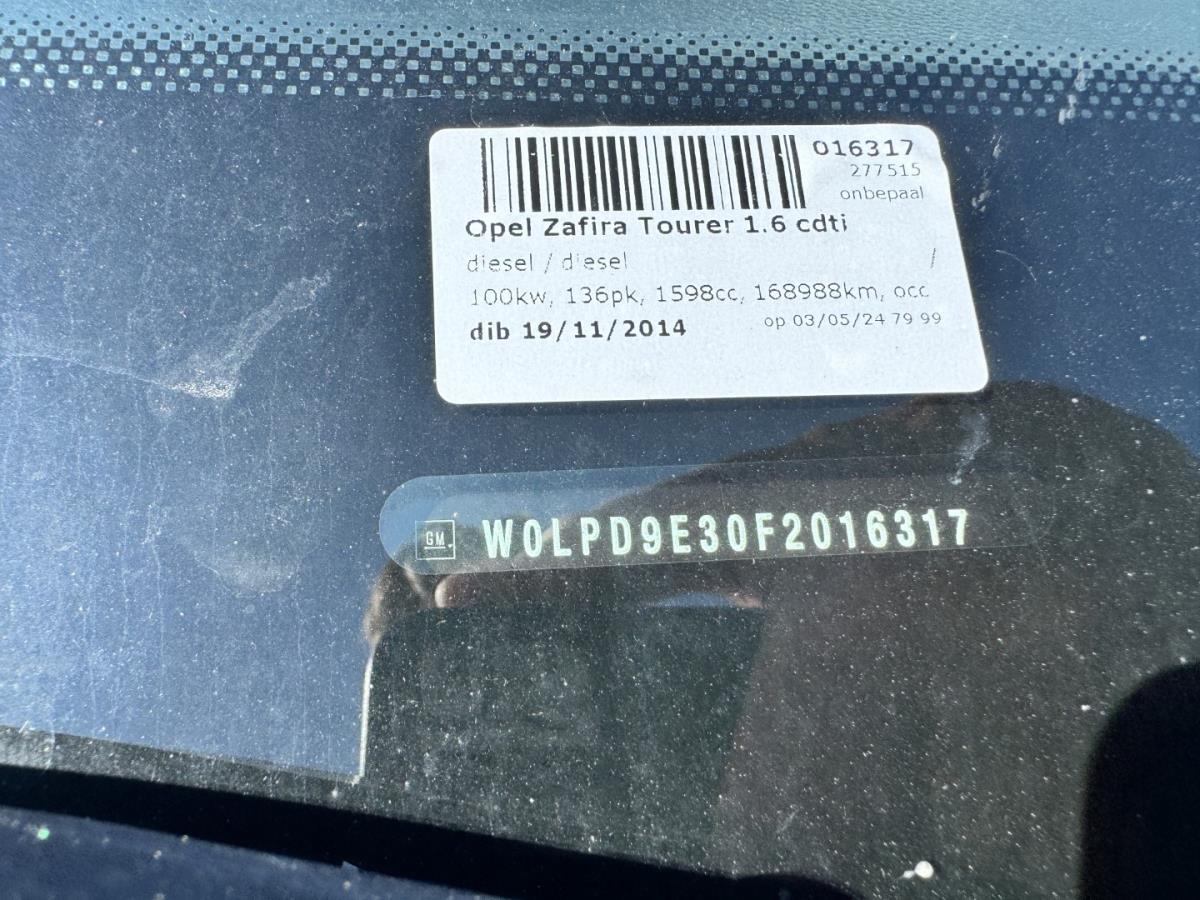 016317
277515
onbepaal
Opel Zafira Tourer 1.6 cdti
diesel / diesel /
100kw, 136pk, 1598cc, 168988km, occ
dib 19/11/2014 op 03/05/24 79 99
GM W0LPD9E30F2016317